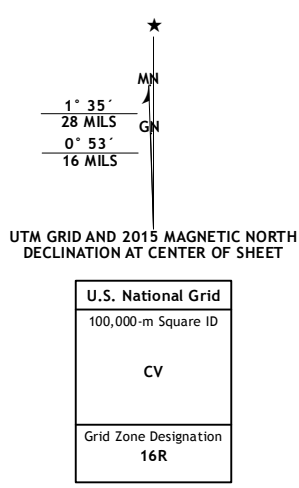 MN
1° 35´
28 MILS
GN
0° 53´
16 MILS
UTM GRID AND 2015 MAGNETIC NORTH
DECLINATION AT CENTER OF SHEET
U.S. National Grid
100,000-m Square ID
CV
Grid Zone Designation
16R